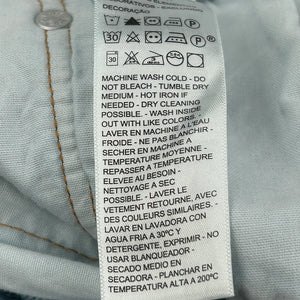 DECORAÇÃO
30
30
MACHINE WASH COLD - DO
NOT BLEACH - TUMBLE DRY
MEDIUM - HOT IRON IF
NEEDED - DRY CLEANING
POSSIBLE. - WASH INSIDE
OUT WITH LIKE COLORS. -
LAVER EN MACHINE A L'EAU
FROIDE - NE PAS BLANCHIR -
SECHER EN MACHINE A
TEMPERATURE MOYENNE -
REPASSER A TEMPERATURE
ELEVEE AU BESOIN -
NETTOYAGE A SEC
POSSIBLE. - LAVER LE
VETEMENT RETOURNE, AVEC
DES COULEURS SIMILAIRES. -
LAVAR EN LAVADORA CON
AGUA FRIA A 30ºC Y
DETERGENTE, EXPRIMIR - NO
USAR BLANQUEADOR -
SECADO MEDIO EN
SECADORA - PLANCHAR EN
TEMPERATURA ALTA A 200ºC